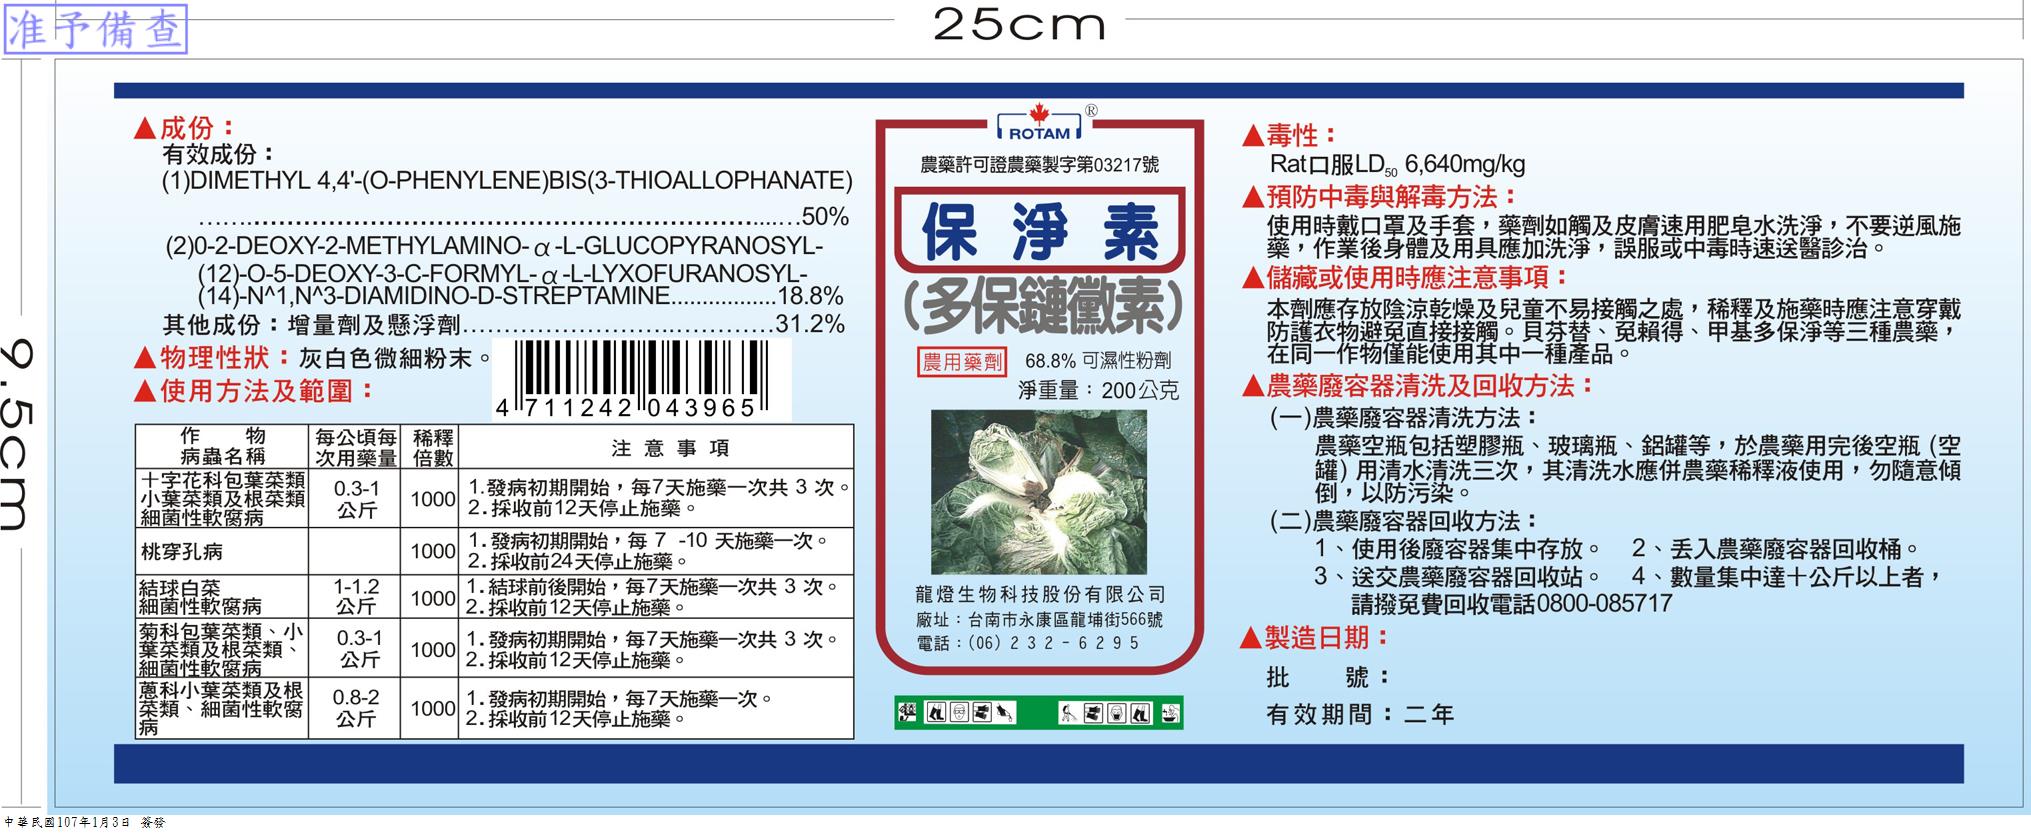 准予備查
25cm
9.5cm
▲成份：
有效成份：
(1)DIMETHYL 4,4'-(O-PHENYLENE)BIS(3-THIOALLOPHANATE)
............................................................50%
(2)0-2-DEOXY-2-METHYLAMINO-α-L-GLUCOPYRANOSYL-
(12)-O-5-DEOXY-3-C-FORMYL-α-L-LYXOFURANOSYL-
(14)-N^1,N^3-DIAMIDINO-D-STREPTAMINE.................18.8%
其他成份：增量劑及懸浮劑.......................................31.2%
▲物理性狀：灰白色微細粉末。
▲使用方法及範圍：
4 711242 043965
作　物
病蟲名稱
每公頃每
次用藥量
稀釋
倍數
注意事項
十字花科包葉菜類
小葉菜類及根菜類
細菌性軟腐病
0.3-1
公斤
1000
1.發病初期開始，每7天施藥一次共 3 次。
2.採收前12天停止施藥。
桃穿孔病
1000
1.發病初期開始，每 7 -10 天施藥一次。
2.採收前24天停止施藥。
結球白菜
細菌性軟腐病
1-1.2
公斤
1000
1.結球前後開始，每7天施藥一次共 3 次。
2.採收前12天停止施藥。
菊科包葉菜類、小
葉菜類及根菜類、
細菌性軟腐病
0.3-1
公斤
1000
1.發病初期開始，每7天施藥一次共 3 次。
2.採收前12天停止施藥。
蔥科小葉菜類及根
菜類、細菌性軟腐
病
0.8-2
公斤
1000
1.發病初期開始，每7天施藥一次。
2.採收前12天停止施藥。
ROTAM ®
農藥許可證農藥製字第03217號
保淨素
(多保鏈黴素)
農用藥劑 68.8% 可濕性粉劑
淨重量：200公克
龍燈生物科技股份有限公司
廠址：台南市永康區龍埔街566號
電話：(06) 232-6295
▲毒性：
Rat口服LD50 6,640mg/kg
▲預防中毒與解毒方法：
使用時戴口罩及手套，藥劑如觸及皮膚速用肥皂水洗淨，不要逆風施
藥，作業後身體及用具應加洗淨，誤服或中毒時速送醫診治。
▲儲藏或使用時應注意事項：
本劑應存放陰涼乾燥及兒童不易接觸之處，稀釋及施藥時應注意穿戴
防護衣物避免直接接觸。貝芬替、免賴得、甲基多保淨等三種農藥，
在同一作物僅能使用其中一種產品。
▲農藥廢容器清洗及回收方法：
(一)農藥廢容器清洗方法：
農藥空瓶包括塑膠瓶、玻璃瓶、鋁罐等，於農藥用完後空瓶 (空
罐) 用清水清洗三次，其清洗水應併農藥稀釋液使用，勿隨意傾
倒，以防污染。
(二)農藥廢容器回收方法：
1、使用後廢容器集中存放。 2、丟入農藥廢容器回收桶。
3、送交農藥廢容器回收站。 4、數量集中達十公斤以上者，
請撥免費回收電話0800-085717
▲製造日期：
批　　號：
有效期間：二年
中華民國107年1月3日 簽發